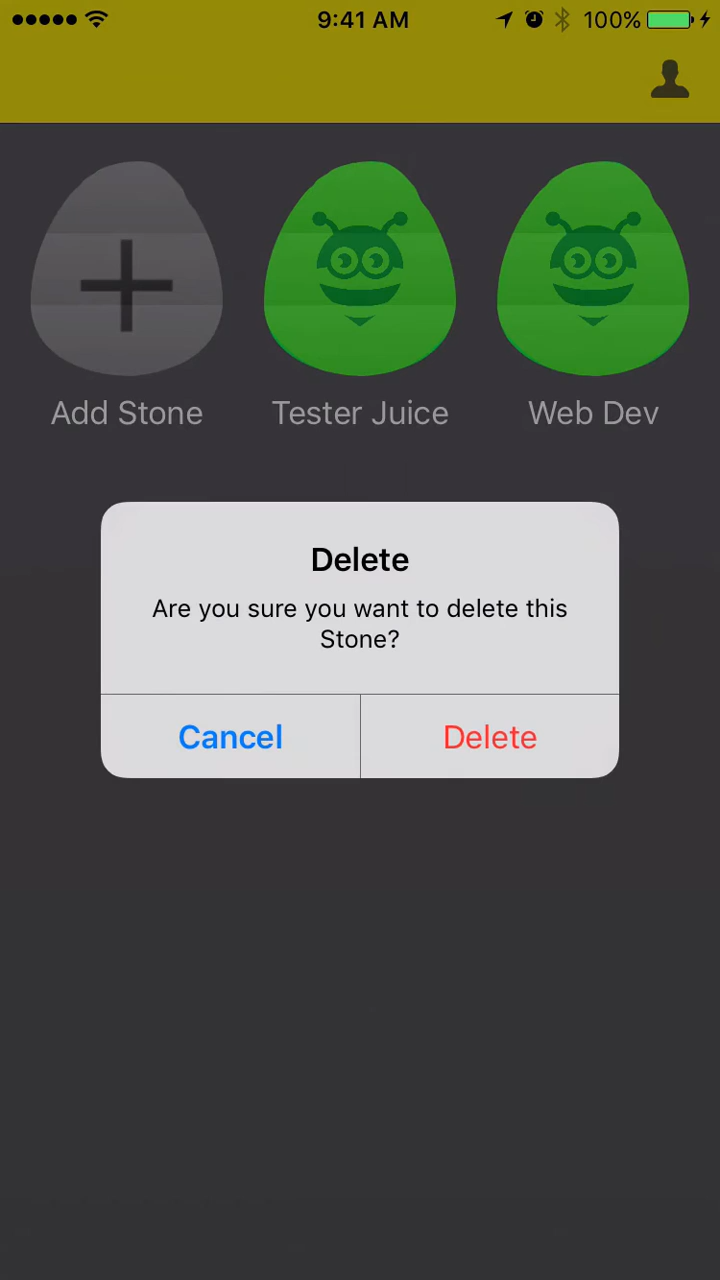 9:41 AM
100%
Add Stone
Tester Juice
Web Dev
Delete
Are you sure you want to delete this
Stone?
Cancel
Delete